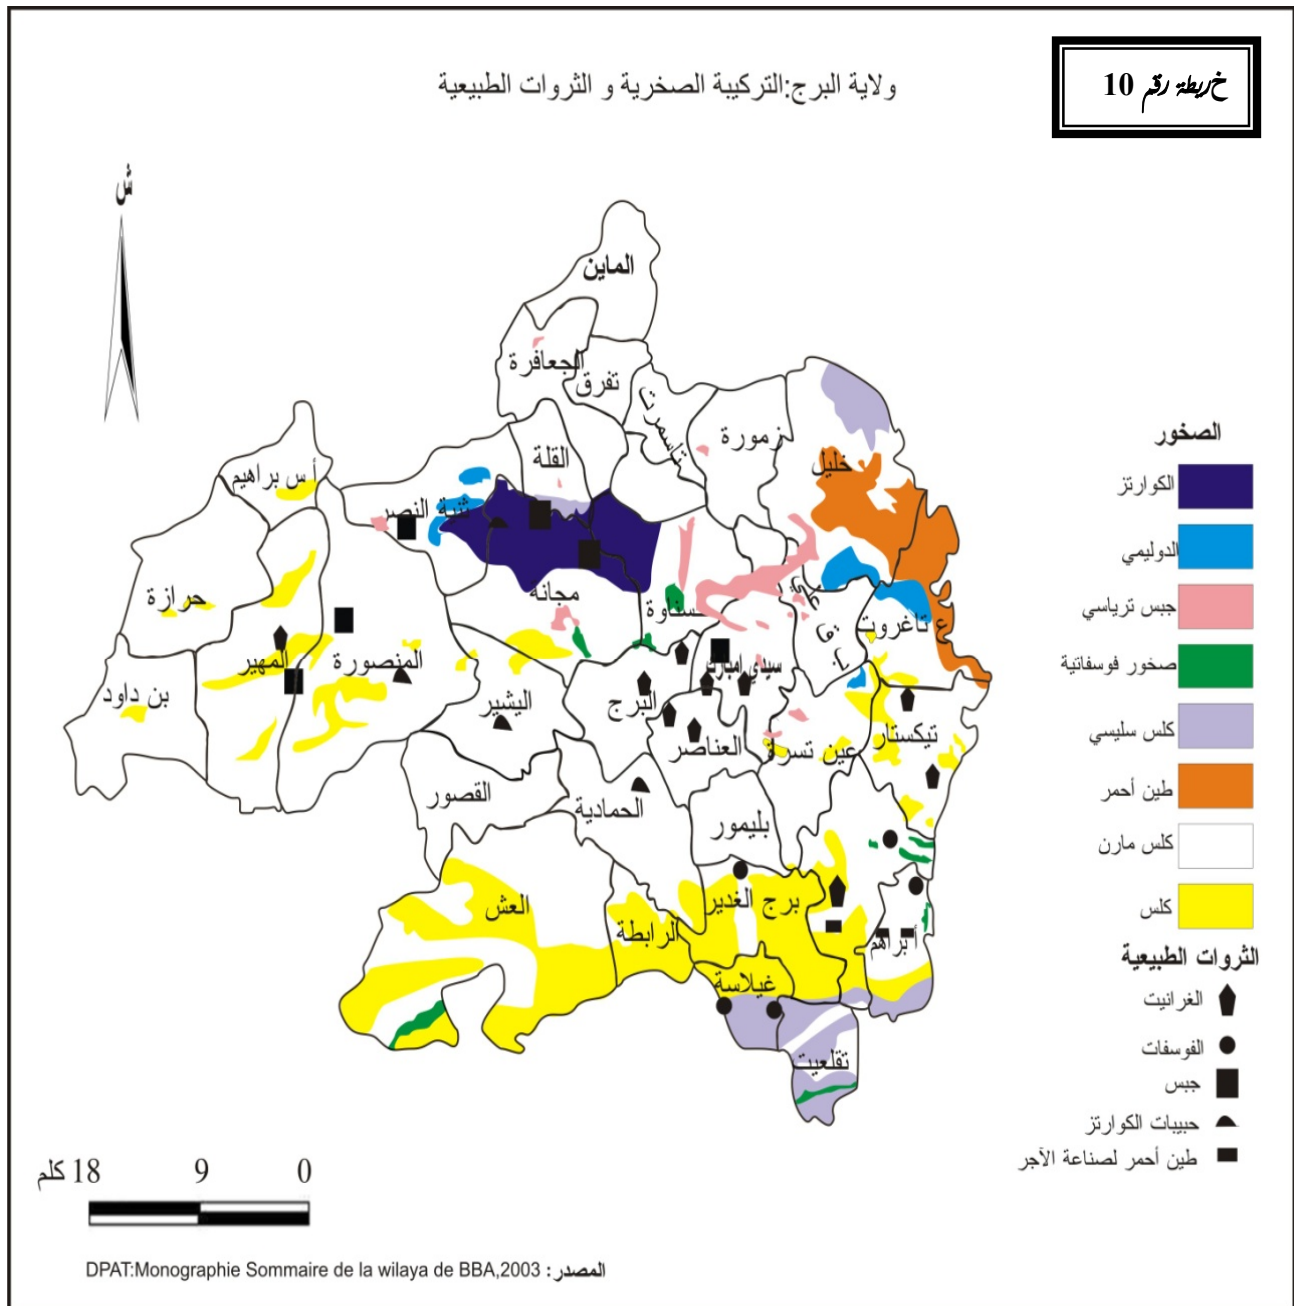 خريطة رقم 10
ولاية البرج:التركيبة الصخرية و الثروات الطبيعية
ش
الماين
الجعافرة
تفرق
تاسمرت
زمورة
خليل
القلة
أ س براهيم
ثنية النصر
حرازة
مجانة
حسناوة
ب ق علي
ع تاغروت
المهير
المنصورة
سيدي امبارك
بن داود
اليشير
البرج
العناصر
عين تسرة
تيكستار
القصور
الحمادية
بليمور
العش
الرابطة
برج الغدير
أ براهم
غيلاسة
تقلعيت
الصخور
الكوارتز
الدوليمي
جبس ترياسي
صخور فوسفاتية
كلس سليسي
طين أحمر
كلس مارن
كلس
الثروات الطبيعية
الغرانيت
الفوسفات
جبس
حبيبات الكوارتز
طين أحمر لصناعة الآجر
0 9 18 كلم
المصدر : DPAT:Monographie Sommaire de la wilaya de BBA,2003